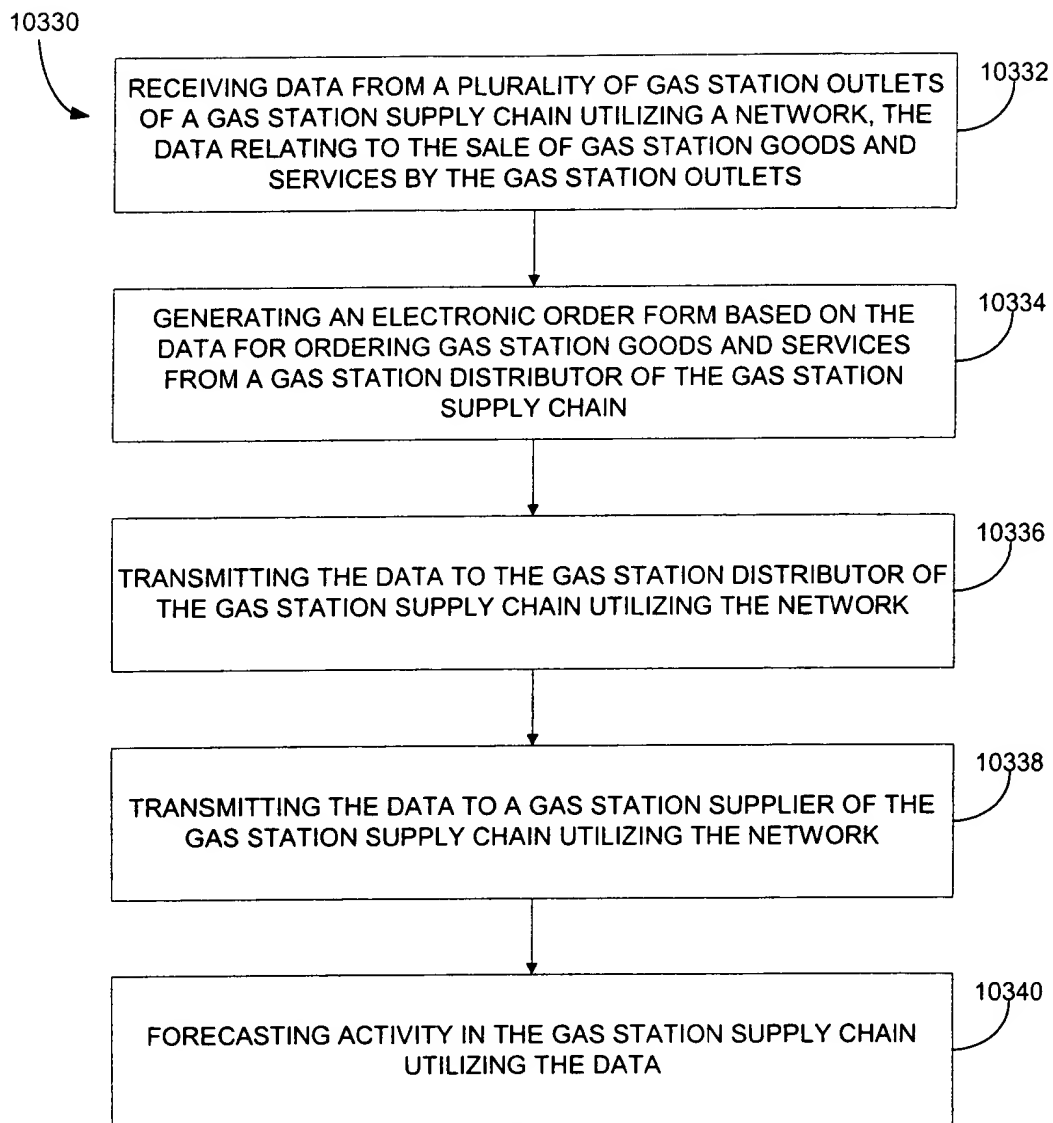 10330
RECEIVING DATA FROM A PLURALITY OF GAS STATION OUTLETS
OF A GAS STATION SUPPLY CHAIN UTILIZING A NETWORK, THE
DATA RELATING TO THE SALE OF GAS STATION GOODS AND
SERVICES BY THE GAS STATION OUTLETS
10332
GENERATING AN ELECTRONIC ORDER FORM BASED ON THE
DATA FOR ORDERING GAS STATION GOODS AND SERVICES
FROM A GAS STATION DISTRIBUTOR OF THE GAS STATION
SUPPLY CHAIN
10334
TRANSMITTING THE DATA TO THE GAS STATION DISTRIBUTOR OF
THE GAS STATION SUPPLY CHAIN UTILIZING THE NETWORK
10336
TRANSMITTING THE DATA TO A GAS STATION SUPPLIER OF THE
GAS STATION SUPPLY CHAIN UTILIZING THE NETWORK
10338
FORECASTING ACTIVITY IN THE GAS STATION SUPPLY CHAIN
UTILIZING THE DATA
10340